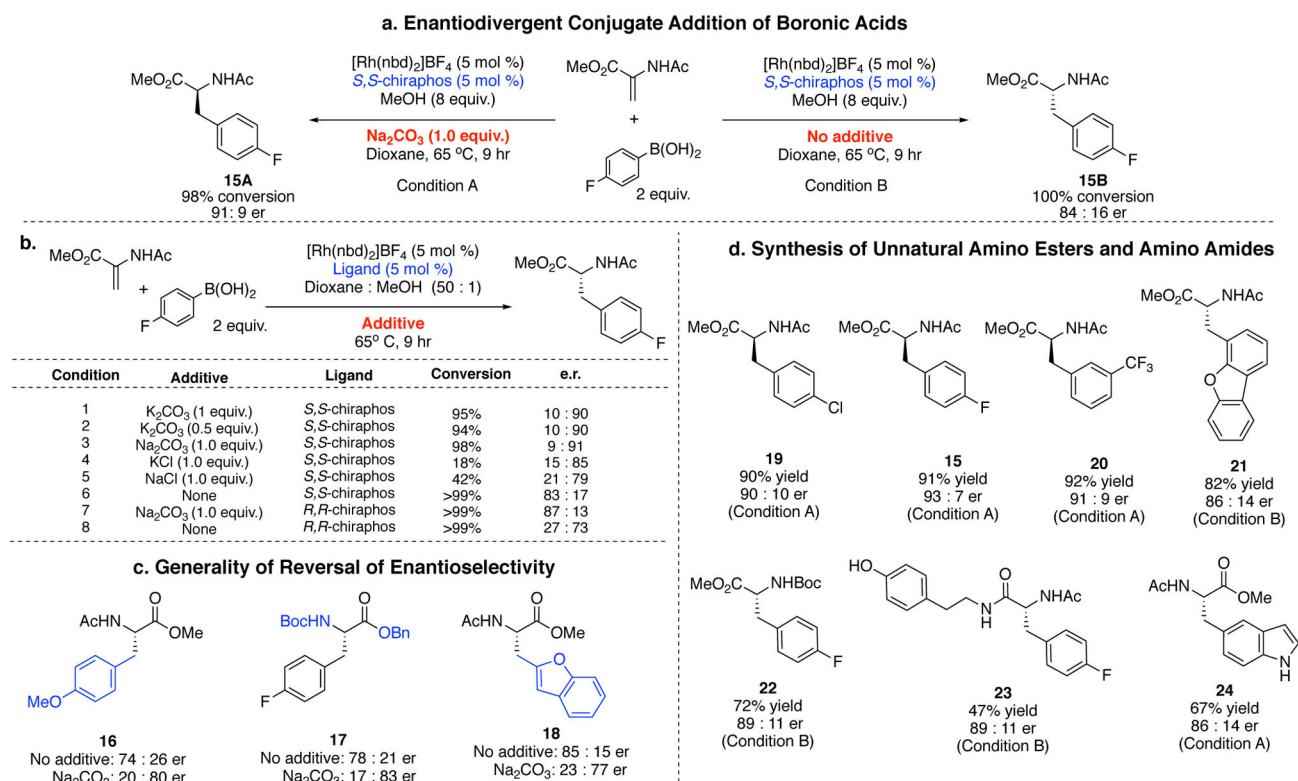 a. Enantiodivergent Conjugate Addition of Boronic Acids
MeO₂C NHAc
F
15A
98% conversion
91: 9 er
[Rh(nbd)₂]BF₄ (5 mol %)
S,S-chiraphos (5 mol %)
MeOH (8 equiv.)
Na₂CO₃ (1.0 equiv.)
Dioxane, 65 ºC, 9 hr
Condition A
MeO₂C NHAc
+
B(OH)₂
F
2 equiv.
[Rh(nbd)₂]BF₄ (5 mol %)
S,S-chiraphos (5 mol %)
MeOH (8 equiv.)
No additive
Dioxane, 65 ºC, 9 hr
Condition B
MeO₂C NHAc
F
15B
100% conversion
84 : 16 er
b.
MeO₂C NHAc
+
B(OH)₂
F
2 equiv.
[Rh(nbd)₂]BF₄ (5 mol %)
Ligand (5 mol %)
Dioxane : MeOH (50 : 1)
Additive
65º C, 9 hr
MeO₂C NHAc
F
Condition Additive Ligand Conversion e.r.
1 K₂CO₃ (1 equiv.) S,S-chiraphos 95% 10 : 90
2 K₂CO₃ (0.5 equiv.) S,S-chiraphos 94% 10 : 90
3 Na₂CO₃ (1.0 equiv.) S,S-chiraphos 98% 9 : 91
4 KCl (1.0 equiv.) S,S-chiraphos 18% 15 : 85
5 NaCl (1.0 equiv.) S,S-chiraphos 42% 21 : 79
6 None S,S-chiraphos >99% 83 : 17
7 Na₂CO₃ (1.0 equiv.) R,R-chiraphos >99% 87 : 13
8 None R,R-chiraphos >99% 27 : 73
c. Generality of Reversal of Enantioselectivity
AcHN O
OMe
MeO
16
No additive: 74 : 26 er
Na₂CO₃: 20 : 80 er
BocHN O
OBn
F
17
No additive: 78 : 21 er
Na₂CO₃: 17 : 83 er
AcHN O
OMe
O
18
No additive: 85 : 15 er
Na₂CO₃: 23 : 77 er
d. Synthesis of Unnatural Amino Esters and Amino Amides
MeO₂C NHAc
Cl
19
90% yield
90 : 10 er
(Condition A)
MeO₂C NHAc
F
15
91% yield
93 : 7 er
(Condition A)
MeO₂C NHAc
CF₃
20
92% yield
91 : 9 er
(Condition A)
MeO₂C NHAc
O
21
82% yield
86 : 14 er
(Condition B)
MeO₂C NHBoc
F
22
72% yield
89 : 11 er
(Condition B)
HO
O
N
H
NHAc
F
23
47% yield
89 : 11 er
(Condition B)
O
AcHN
OMe
N
H
24
67% yield
86 : 14 er
(Condition A)